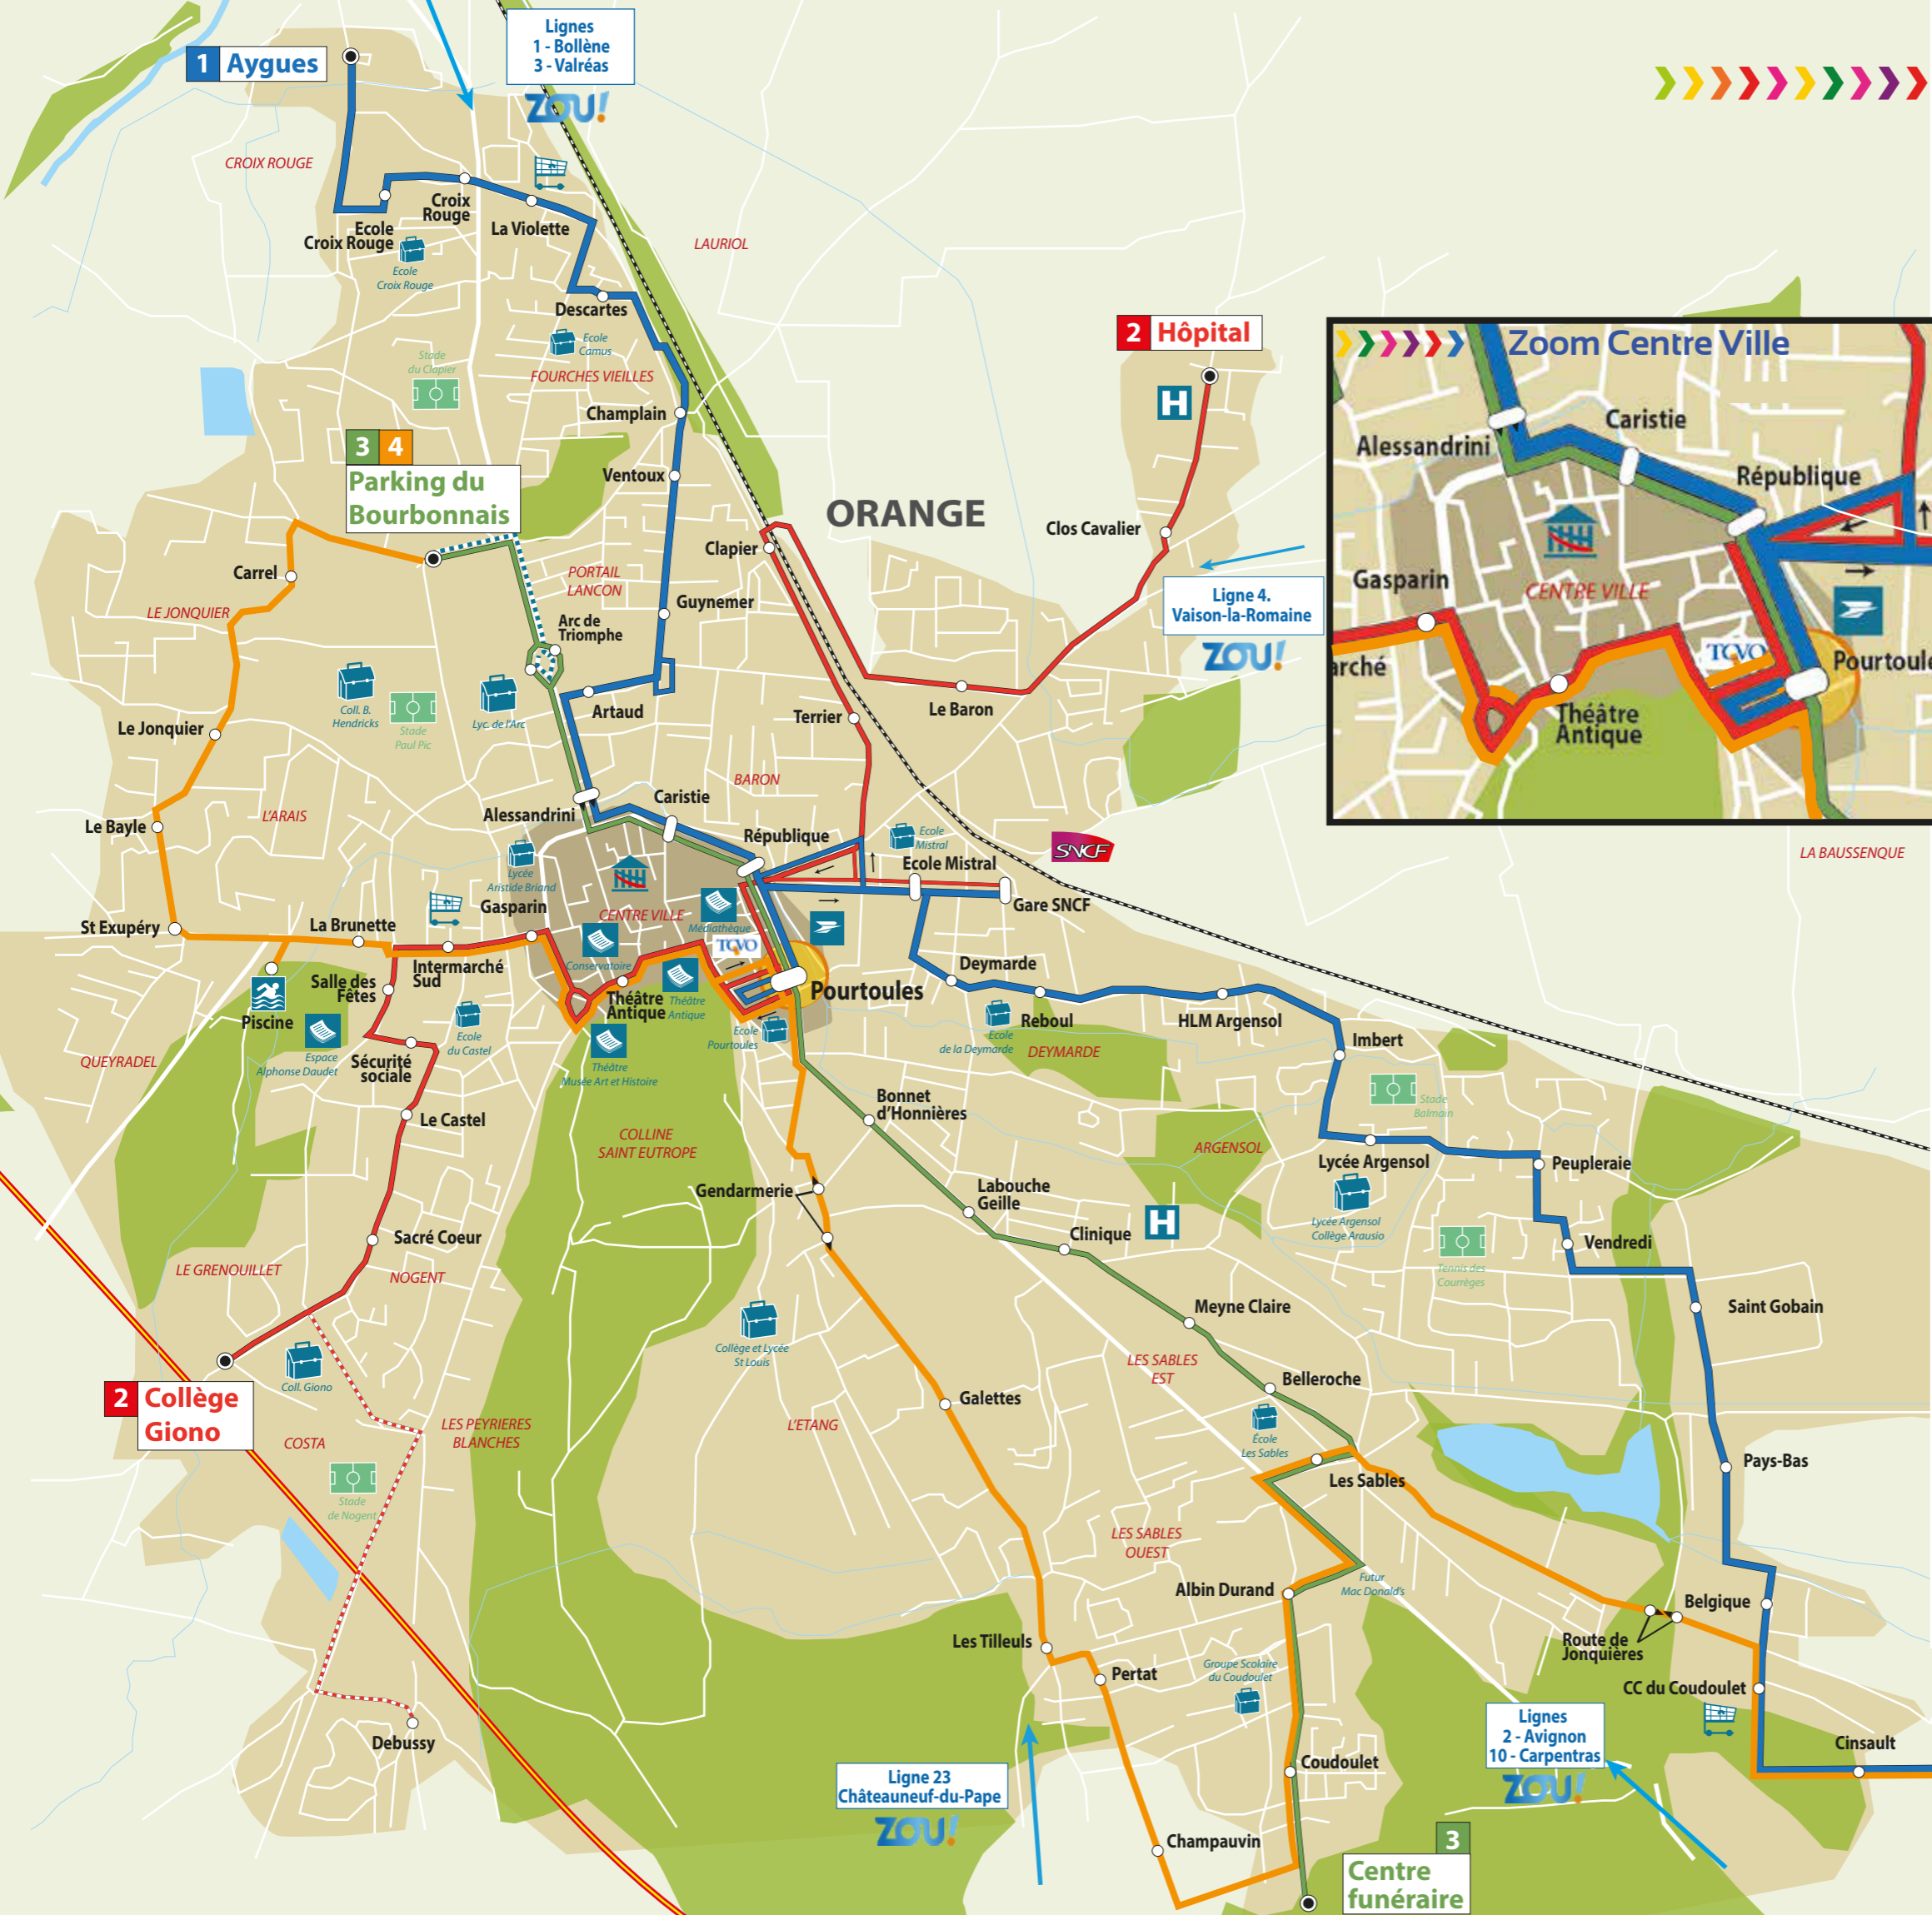 Lignes
1 - Bollène
3 - Valréas
ZOU!
1 Aygues
CROIX ROUGE
Croix
Rouge
La Violette
Ecole
Croix Rouge
Ecole
Croix Rouge
LAURIOL
Descartes
Ecole
Camus
FOURCHES VIEILLES
Stade
du Clapier
Champlain
2 Hôpital
H
Zoom Centre Ville
Caristie
Alessandrini
République
Gasparin
CENTRE VILLE
TCVO
arché
Pourtoule
Théâtre
Antique
3 4
Parking du
Bourbonnais
Ventoux
ORANGE
Clos Cavalier
Clapier
Carrel
PORTAIL
LANCON
Guynemer
Ligne 4.
Vaison-la-Romaine
ZOU!
LE JONQUIER
Arc de
Triomphe
Coll. B.
Hendricks
Stade
Paul Pic
Lyc. de l'Arc
Artaud
Le Baron
Terrier
Le Jonquier
BARON
Caristie
L'ARAIS
Alessandrini
Le Bayle
République
Ecole
Mistral
SNCF
LA BAUSSENQUE
Ecole Mistral
Lycée
Aristide Briand
Gare SNCF
Gasparin
CENTRE VILLE
Médiathèque
La Brunette
St Exupéry
TCVO
Conservatoire
Intermarché
Sud
Salle des
Fêtes
Deymarde
Théâtre
Antique
Théâtre
Antique
Pourtoules
Piscine
Reboul
HLM Argensol
Ecole
Pourtoules
Ecole
du Castel
Espace
Alphonse Daudet
Ecole
de la Deymarde
DEYMARDE
Imbert
QUEYRADEL
Sécurité
sociale
Théâtre
Musée Art et Histoire
Stade
Balmain
Le Castel
Bonnet
d'Honnières
COLLINE
SAINT EUTROPE
ARGENSOL
Lycée Argensol
Peupleraie
Gendarmerie
Labouche
Geille
Lycée Argensol
Collège Arausio
Sacré Coeur
Clinique
H
Vendredi
LE GRENOUILLET
NOGENT
Tennis des
Courrèges
Meyne Claire
Saint Gobain
Collège et Lycée
St Louis
LES SABLES
EST
Coll. Giono
Belleroche
2 Collège
Giono
Galettes
LES PEYRIERES
BLANCHES
COSTA
L'ETANG
École
Les Sables
Les Sables
Pays-Bas
Stade
de Nogent
LES SABLES
OUEST
Futur
Mac Donald's
Albin Durand
Belgique
Route de
Jonquières
Les Tilleuls
Pertat
Groupe Scolaire
du Coudoulet
CC du Coudoulet
Debussy
Lignes
2 - Avignon
10 - Carpentras
ZOU!
Cinsault
Coudoulet
Ligne 23
Châteauneuf-du-Pape
ZOU!
Champauvin
3
Centre
funéraire